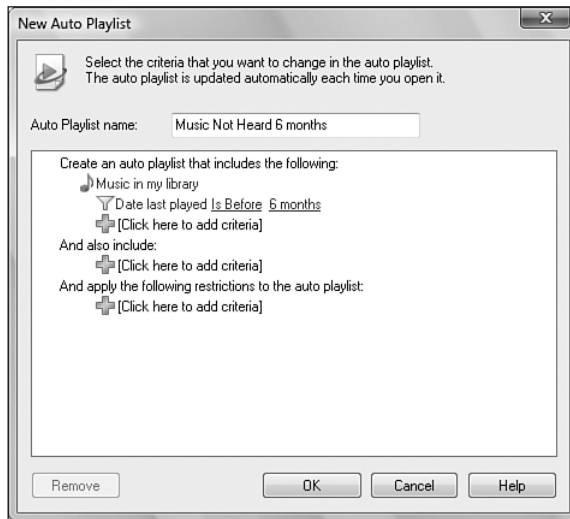 New Auto Playlist
Select the criteria that you want to change in the auto playlist.
The auto playlist is updated automatically each time you open it.
Auto Playlist name: Music Not Heard 6 months
Create an auto playlist that includes the following:
Music in my library
Date last played Is Before 6 months
[Click here to add criteria]
And also include:
[Click here to add criteria]
And apply the following restrictions to the auto playlist:
[Click here to add criteria]
Remove OK Cancel Help